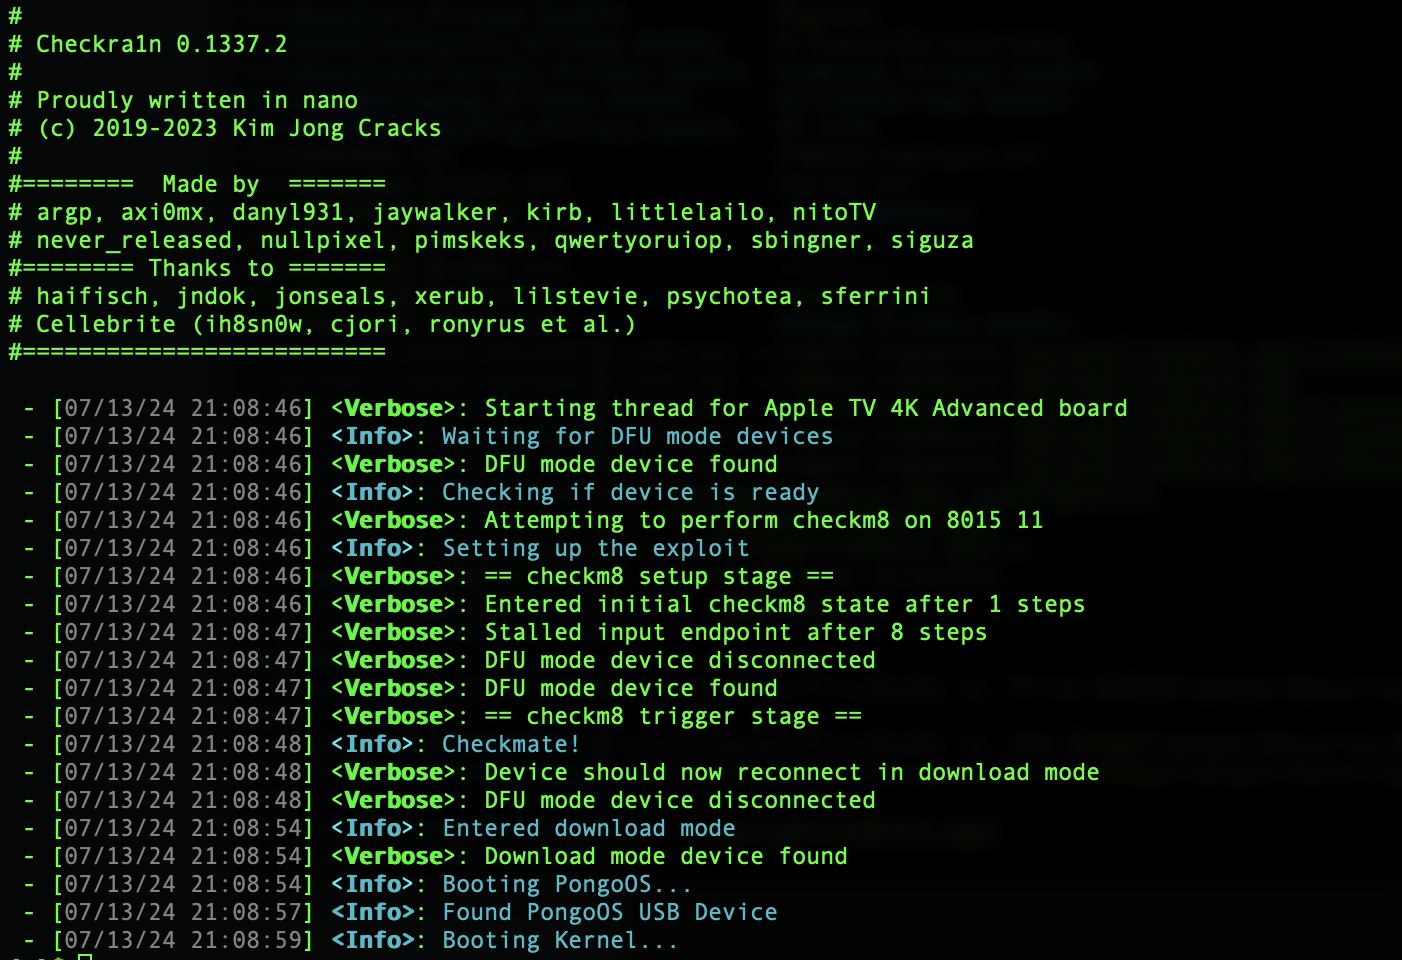 #
# Checkra1n 0.1337.2
#
# Proudly written in nano
# (c) 2019-2023 Kim Jong Cracks
#
#========  Made by  =======
# argp, axi0mx, danyl931, jaywalker, kirb, littlelailo, nitoTV
# never_released, nullpixel, pimskeks, qwertyoruiop, sbingner, siguza
#======== Thanks to =======
# haifisch, jndok, jonseals, xerub, lilstevie, psychotea, sferrini
# Cellebrite (ih8sn0w, cjori, ronyrus et al.)
#==========================
- [07/13/24 21:08:46] <Verbose>: Starting thread for Apple TV 4K Advanced board
- [07/13/24 21:08:46] <Info>: Waiting for DFU mode devices
- [07/13/24 21:08:46] <Verbose>: DFU mode device found
- [07/13/24 21:08:46] <Info>: Checking if device is ready
- [07/13/24 21:08:46] <Verbose>: Attempting to perform checkm8 on 8015 11
- [07/13/24 21:08:46] <Info>: Setting up the exploit
- [07/13/24 21:08:46] <Verbose>: == checkm8 setup stage ==
- [07/13/24 21:08:46] <Verbose>: Entered initial checkm8 state after 1 steps
- [07/13/24 21:08:47] <Verbose>: Stalled input endpoint after 8 steps
- [07/13/24 21:08:47] <Verbose>: DFU mode device disconnected
- [07/13/24 21:08:47] <Verbose>: DFU mode device found
- [07/13/24 21:08:47] <Verbose>: == checkm8 trigger stage ==
- [07/13/24 21:08:48] <Info>: Checkmate!
- [07/13/24 21:08:48] <Verbose>: Device should now reconnect in download mode
- [07/13/24 21:08:48] <Verbose>: DFU mode device disconnected
- [07/13/24 21:08:54] <Info>: Entered download mode
- [07/13/24 21:08:54] <Verbose>: Download mode device found
- [07/13/24 21:08:54] <Info>: Booting PongoOS...
- [07/13/24 21:08:57] <Info>: Found PongoOS USB Device
- [07/13/24 21:08:59] <Info>: Booting Kernel...